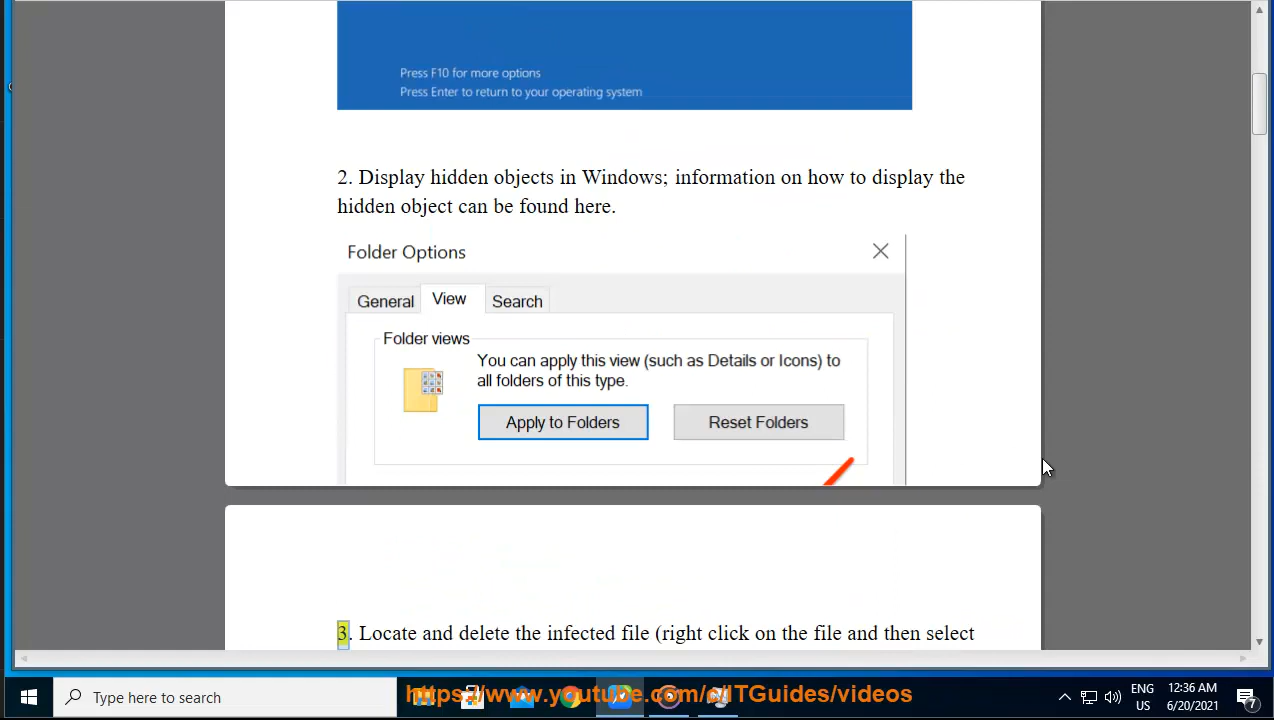 Press F10 for more options
Press Enter to return to your operating system
2. Display hidden objects in Windows; information on how to display the
hidden object can be found here.
Folder Options
General View Search
Folder views
You can apply this view (such as Details or Icons) to
all folders of this type.
Apply to Folders Reset Folders
3. Locate and delete the infected file (right click on the file and then select
Type here to search
https://www.youtube.com/c/ITGuides/videos
ENG
US
12:36 AM
6/20/2021
7